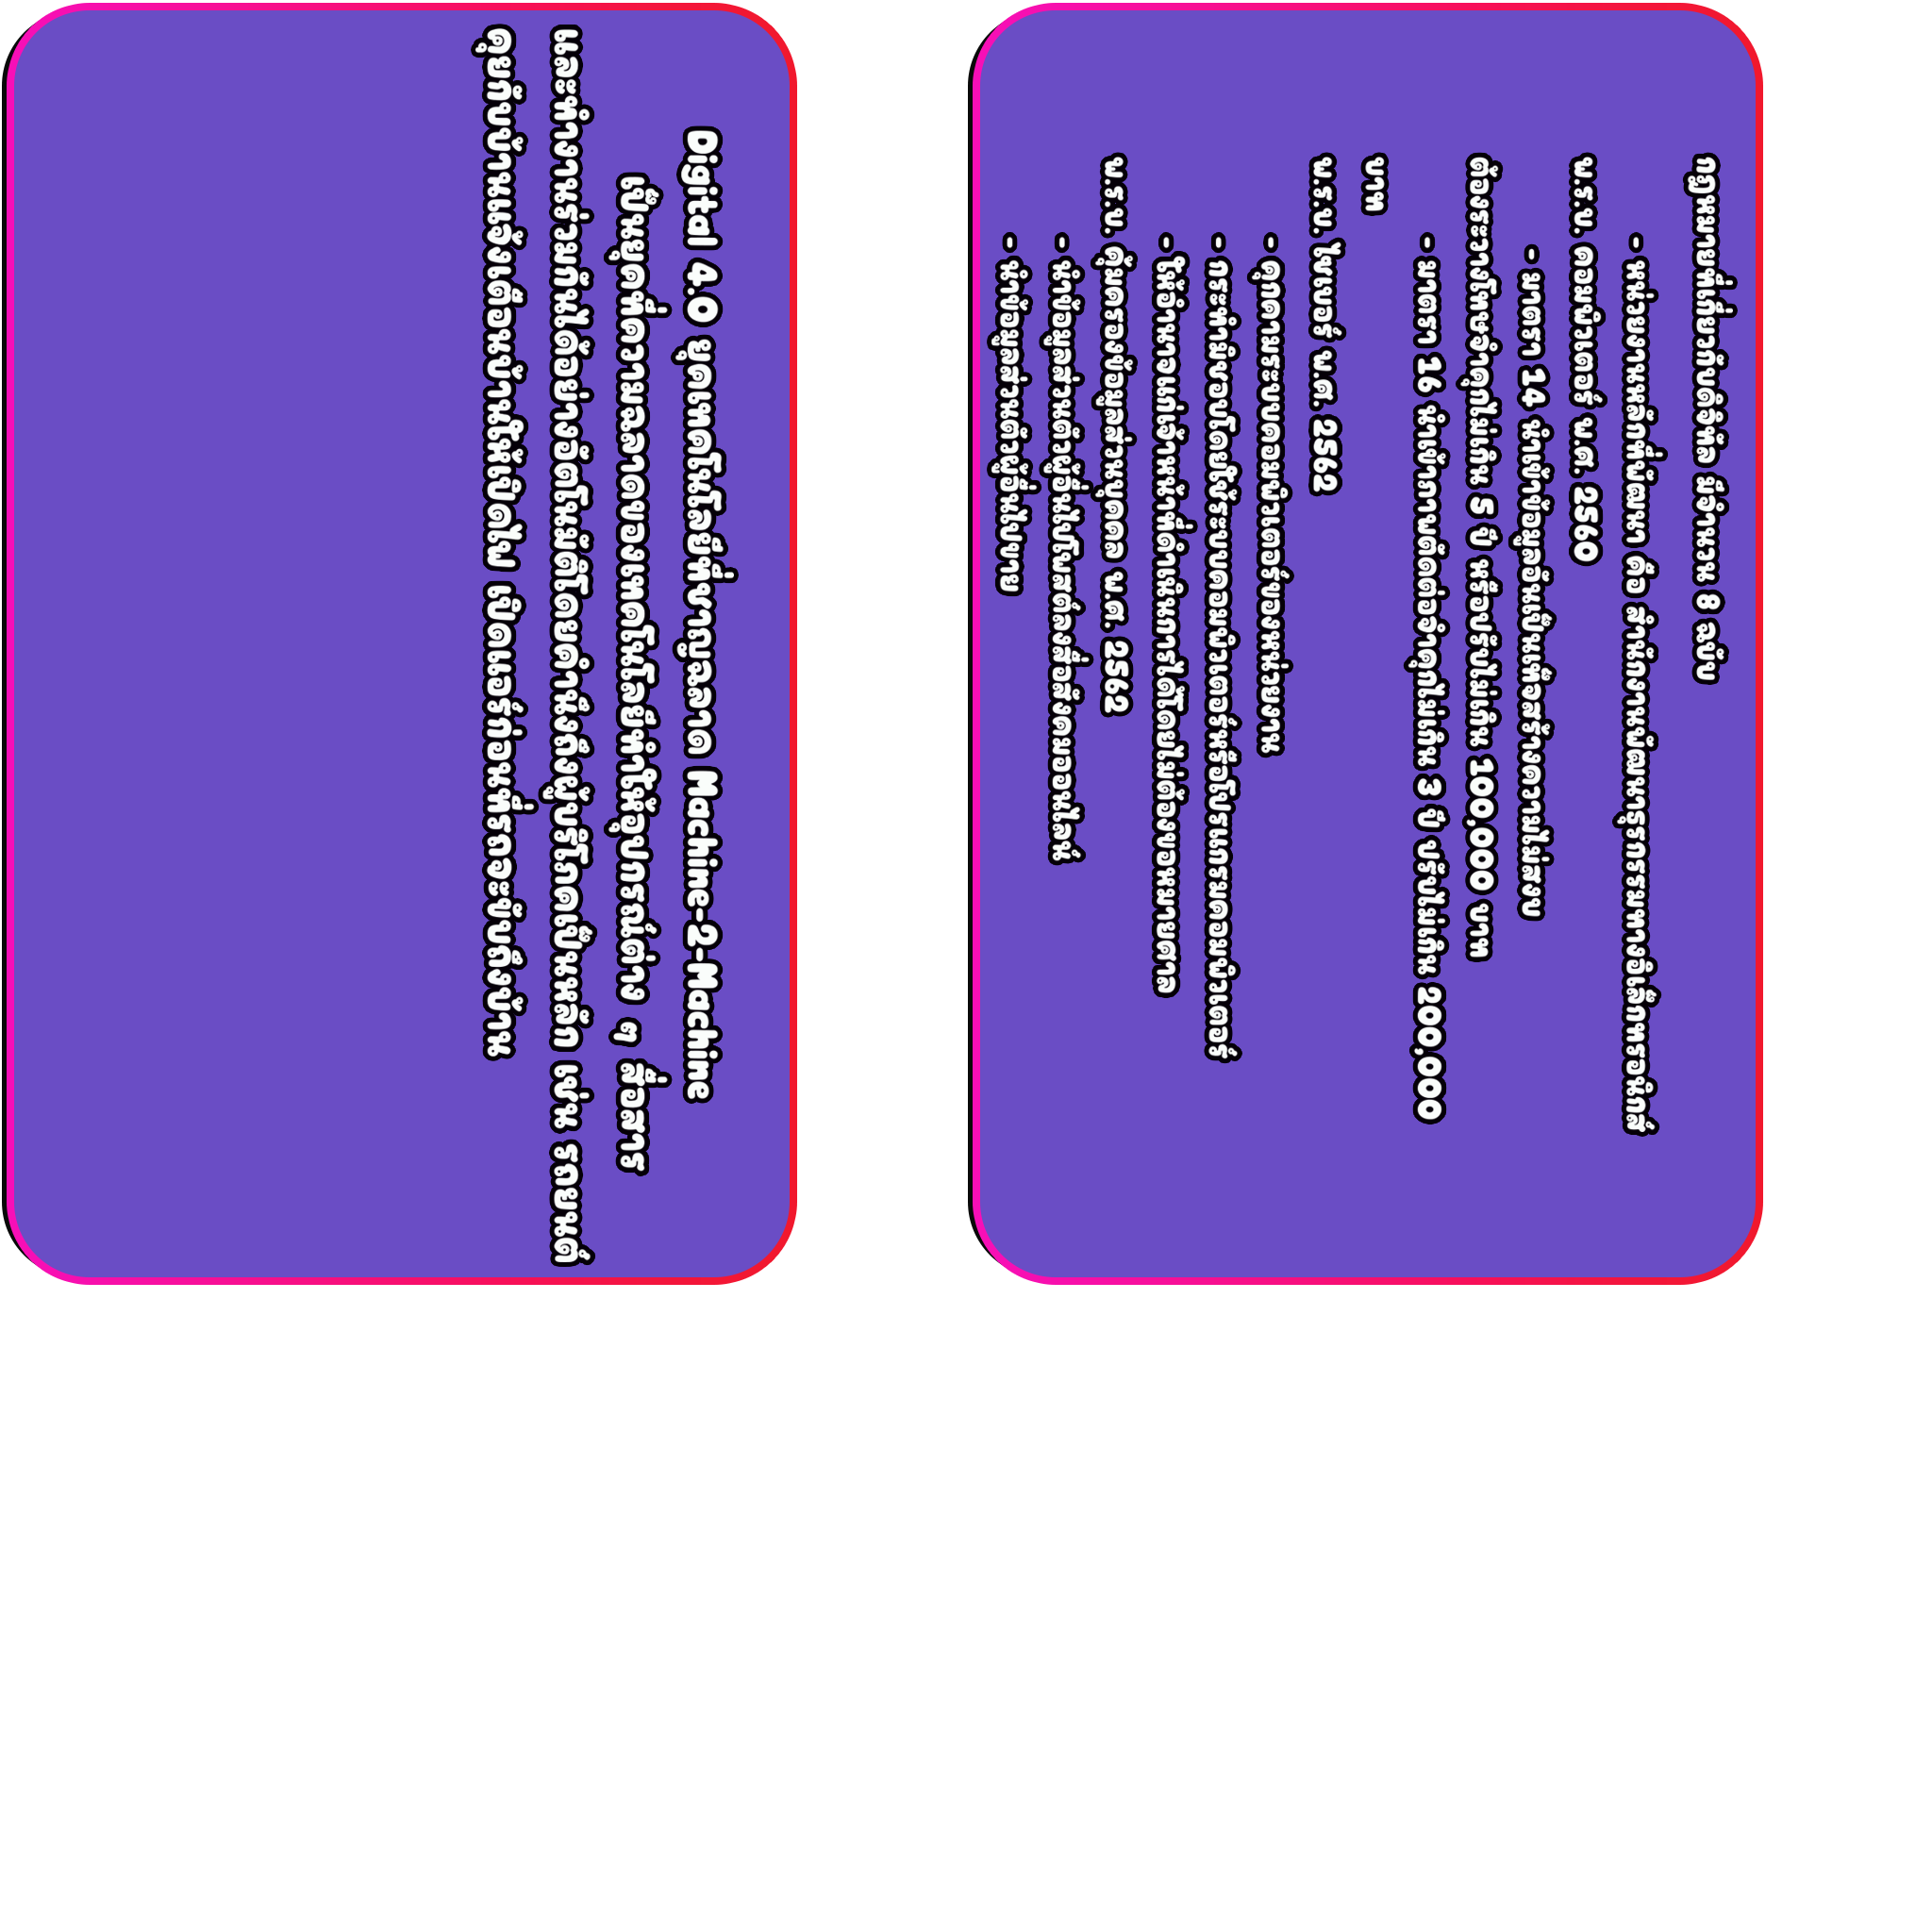 Digital 4.0 ยุคเทคโนโลยีแห่งปัญญาฉลาด Machine-2-Machine
เป็นยุคที่ความฉลาดของเทคโนโลยีทำให้อุปกรณ์ต่าง ๆ สื่อสาร
และทำงานร่วมกันได้อย่างอัตโนมัติโดยคำนึงถึงผู้บริโภคเป็นหลัก เช่น รถยนต์
คุยกับบ้านแจ้งเตือนบ้านให้เปิดไฟ เปิดแอร์ก่อนที่เราจะขับถึงบ้าน
กฎหมายที่เกี่ยวกับดิจิทัล มีจำนวน 8 ฉบับ
- หน่วยงานหลักที่พัฒนา คือ สำนักงานพัฒนาธุรกรรมทางอิเล็กทรอนิกส์
พ.ร.บ. คอมพิวเตอร์ พ.ศ. 2560
- มาตรา 14 นำเข้าข้อมูลอันเป็นเท็จสร้างความไม่สงบ
ต้องระวางโทษจำคุกไม่เกิน 5 ปี หรือปรับไม่เกิน 100,000 บาท
- มาตรา 16 นำเข้าภาพตัดต่อจำคุกไม่เกิน 3 ปี ปรับไม่เกิน 200,000
บาท
พ.ร.บ. ไซเบอร์ พ.ศ. 2562
- คุกคามระบบคอมพิวเตอร์ของหน่วยงาน
- กระทำมิชอบโดยใช้ระบบคอมพิวเตอร์หรือโปรแกรมคอมพิวเตอร์
- ให้อำนาจแก่เจ้าหน้าที่ดำเนินการได้โดยไม่ต้องขอหมายศาล
พ.ร.บ. คุ้มครองข้อมูลส่วนบุคคล พ.ศ. 2562
- นำข้อมูลส่วนตัวผู้อื่นไปโพสต์ลงสื่อสังคมออนไลน์
- นำข้อมูลส่วนตัวผู้อื่นไปขาย